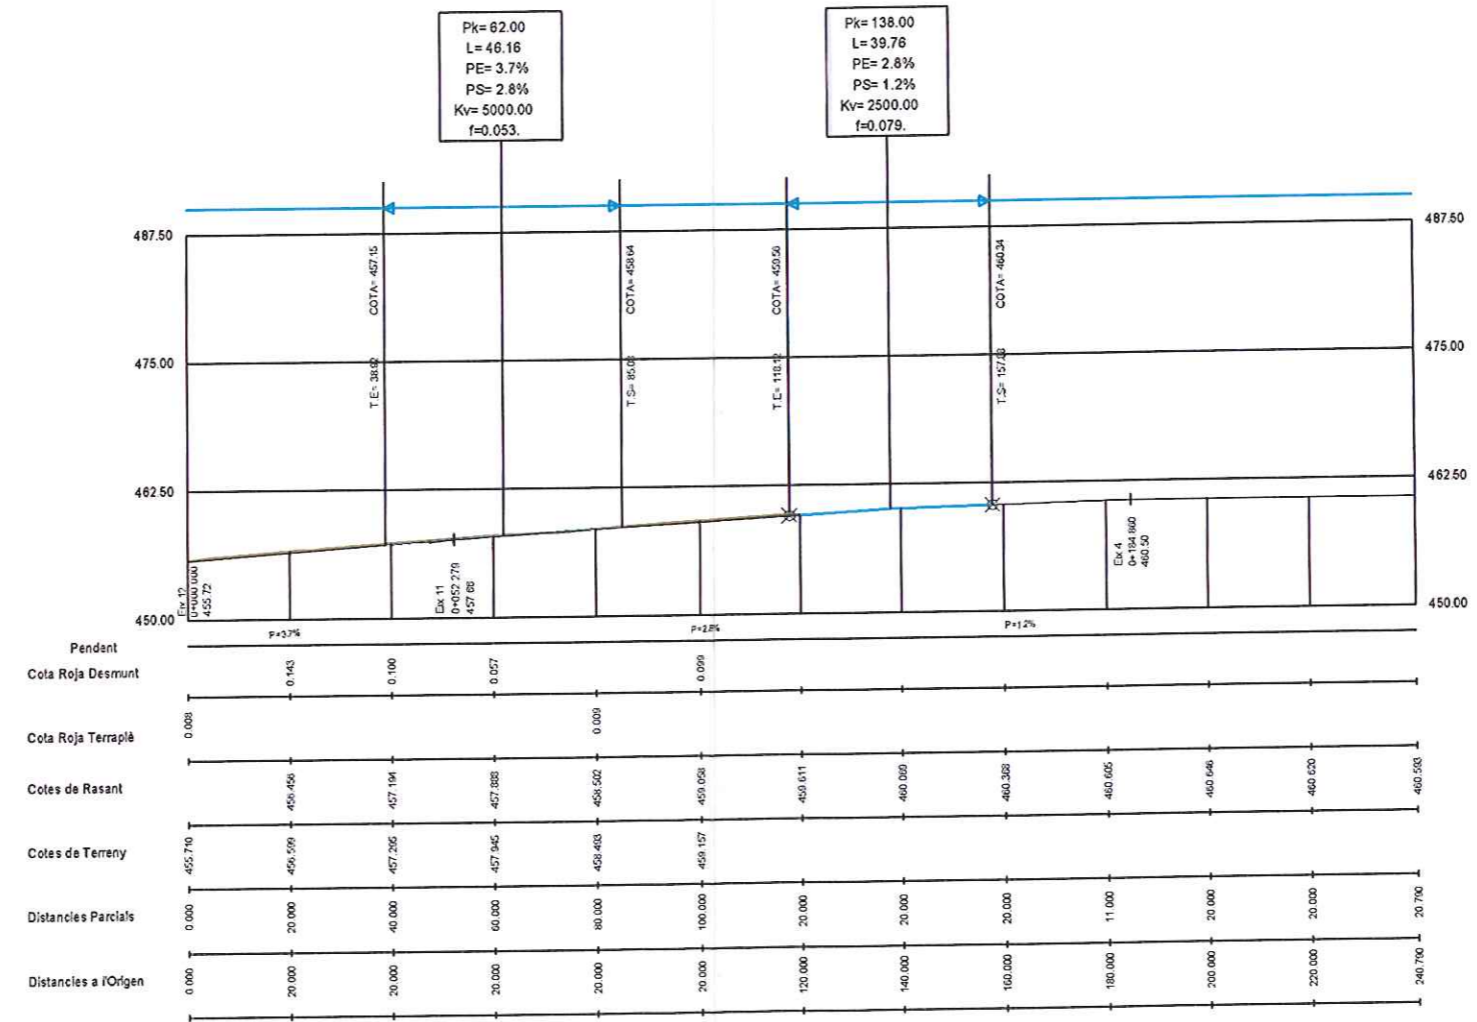 Pk= 62.00
L= 46.16
PE= 3.7%
PS= 2.8%
Kv= 5000.00
f=0.053.
Pk= 138.00
L= 39.76
PE= 2.8%
PS= 1.2%
Kv= 2500.00
f=0.079.
487.50
487.50
COTA= 457.15
COTA= 458.64
COTA= 459.56
COTA= 460.34
475.00
475.00
T.E= 38.92
T.S= 85.08
T.E= 118.12
T.S= 157.88
462.50
462.50
Eix 12
0+000.000
455.72
Eix 11
0+052.279
457.68
Eix 4
0+184.860
460.50
450.00
450.00
P=3.7%
P=2.8%
P=1.2%
Pendent
Cota Roja Desmunt
0.143
0.100
0.057
0.099
Cota Roja Terraplè
0.008
0.009
Cotes de Rasant
456.456
457.194
457.888
458.502
459.058
459.611
460.069
460.368
460.605
460.646
460.620
460.593
Cotes de Terreny
455.710
456.599
457.295
457.945
458.493
459.157
Distancies Parcials
0.000
20.000
40.000
60.000
80.000
100.000
20.000
20.000
20.000
11.000
20.000
20.000
20.790
Distancies a l'Origen
0.000
20.000
20.000
20.000
20.000
20.000
120.000
140.000
160.000
180.000
200.000
220.000
240.790